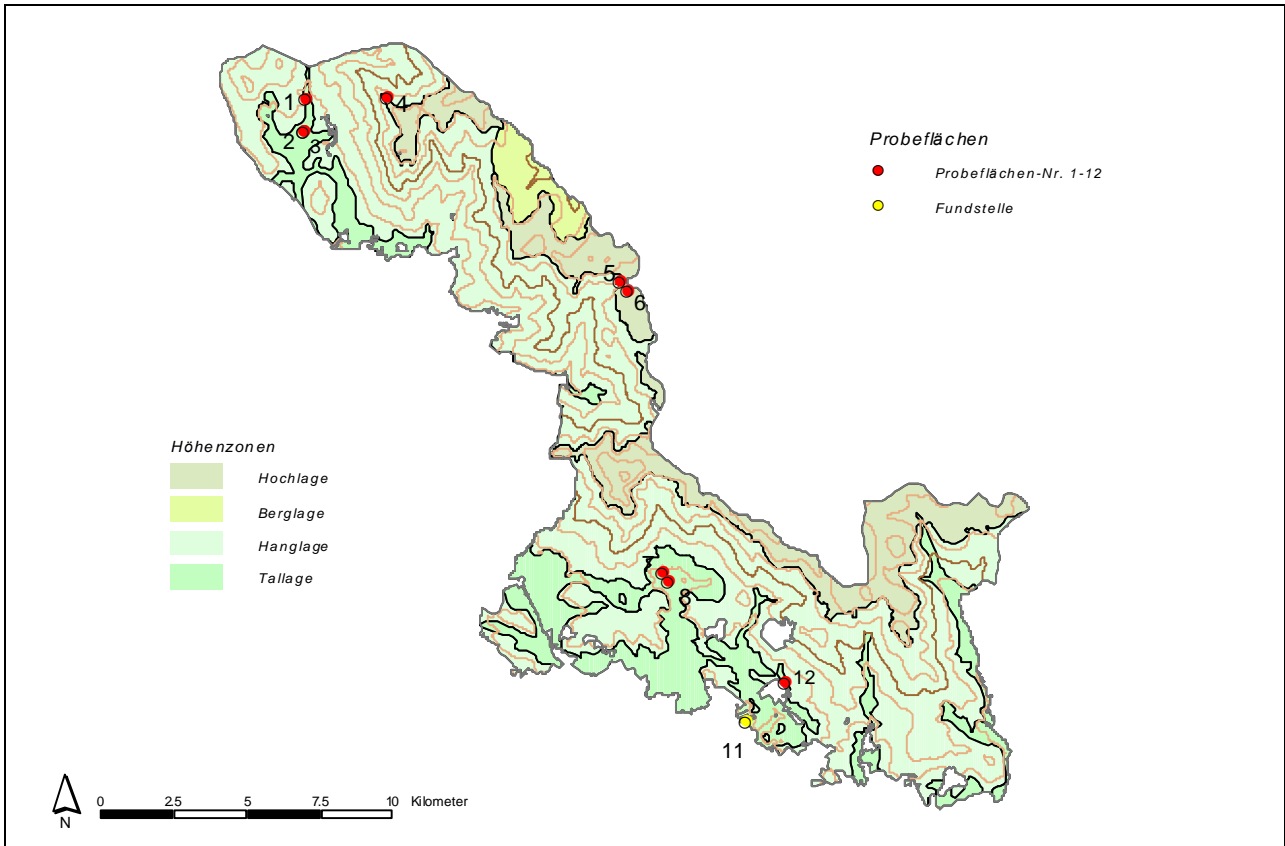 Probeflächen
Probeflächen-Nr. 1-12
Fundstelle
1
4
2
3
5
6
Höhenzonen
Hochlage
Berglage
Hanglage
Tallage
8
12
11
N
0 2.5 5 7.5 10 Kilometer